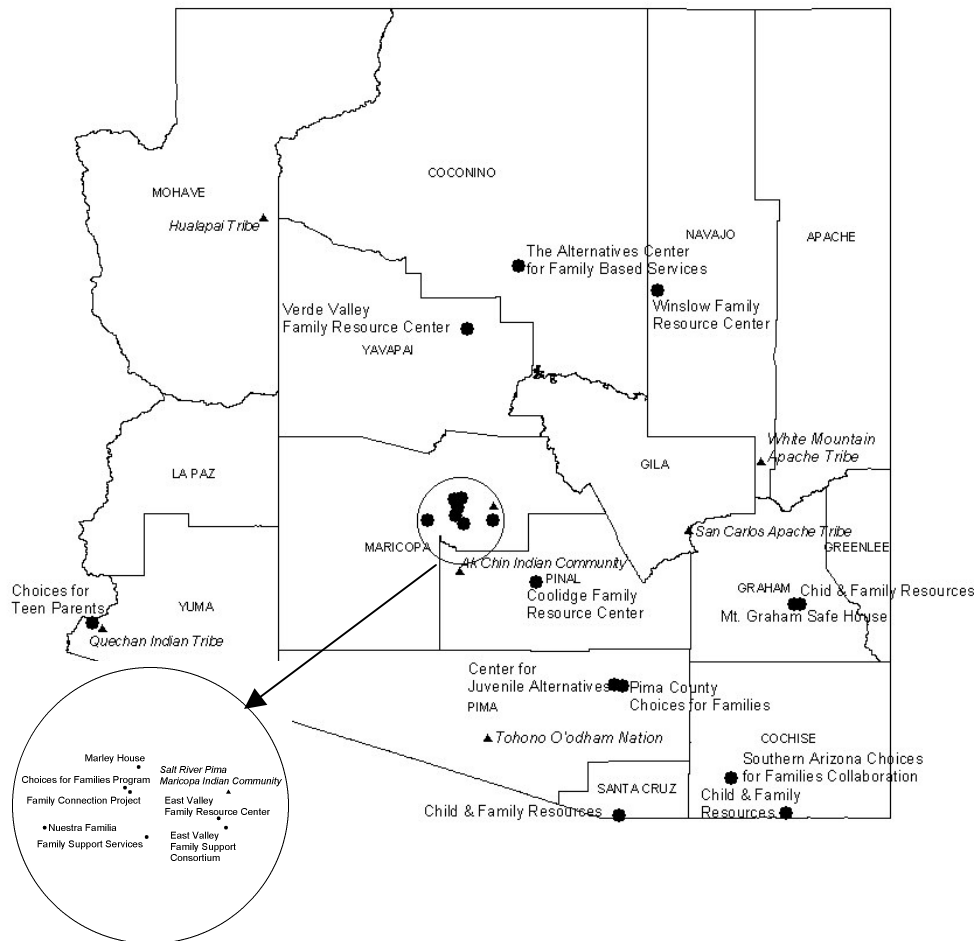 COCONINO
MOHAVE
Hualapai Tribe
NAVAJO
APACHE
The Alternatives Center
for Family Based Services
Winslow Family
Resource Center
Verde Valley
Family Resource Center
YAVAPAI
White Mountain
Apache Tribe
GILA
LA PAZ
San Carlos Apache Tribe
GREENLEE
MARICOPA
Ak Chin Indian Community
PINAL
Coolidge Family
Resource Center
GRAHAM
Chid & Family Resources
Mt. Graham Safe House
Choices for
Teen Parents
YUMA
Quechan Indian Tribe
Center for
Juvenile Alternatives
PIMA
Pima County
Choices for Families
Tohono O'odham Nation
COCHISE
Southern Arizona Choices
for Families Collaboration
SANTA CRUZ
Child & Family Resources
Child & Family
Resources
Marley House
Choices for Families Program
Family Connection Project
Nuestra Familia
Family Support Services
Salt River Pima
Maricopa Indian Community
East Valley
Family Resource Center
East Valley
Family Support
Consortium